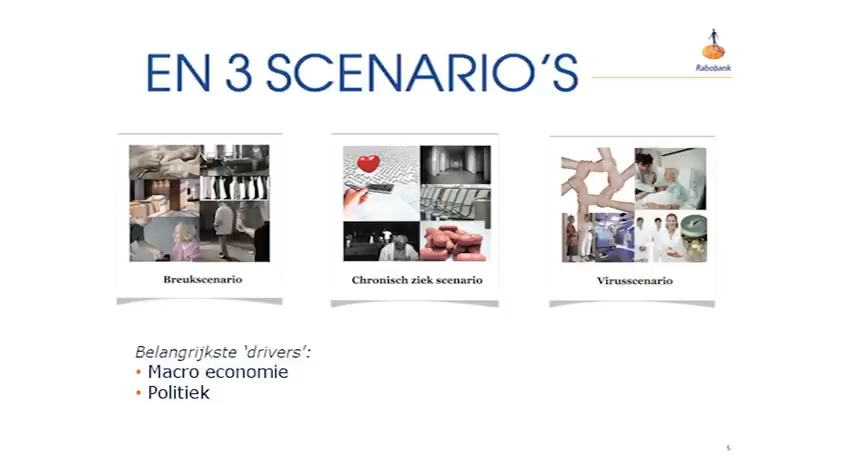 EN 3 SCENARIO'S
Rabobank
Breukscenario
Chronisch ziek scenario
Virusscenario
Belangrijkste 'drivers':
• Macro economie
• Politiek
5